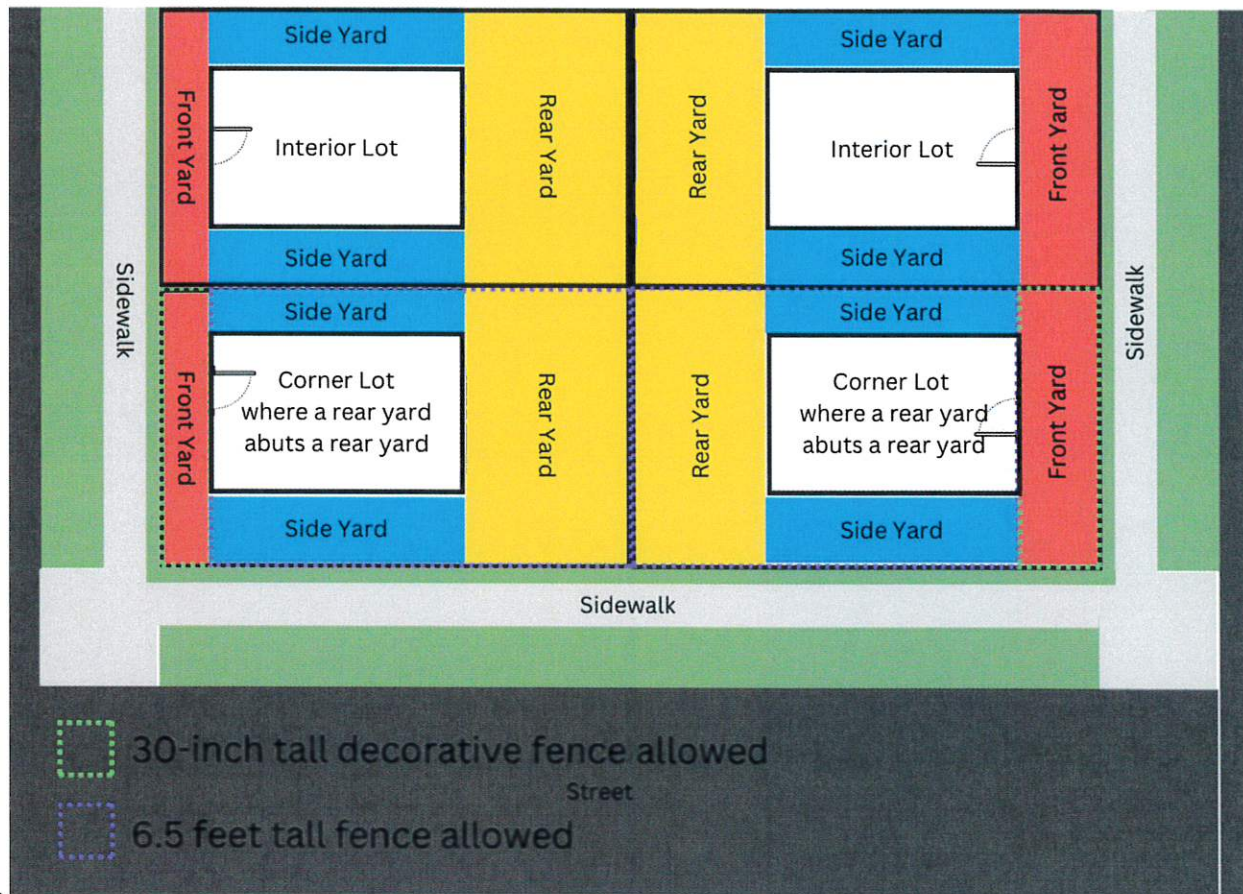 Side Yard
Side Yard
Front Yard
Interior Lot
Rear Yard
Rear Yard
Interior Lot
Front Yard
Side Yard
Side Yard
Sidewalk
Sidewalk
Side Yard
Side Yard
Front Yard
Corner Lot
where a rear yard
abuts a rear yard
Rear Yard
Rear Yard
Corner Lot
where a rear yard
abuts a rear yard
Front Yard
Side Yard
Side Yard
Sidewalk
30-inch tall decorative fence allowed
Street
6.5 feet tall fence allowed